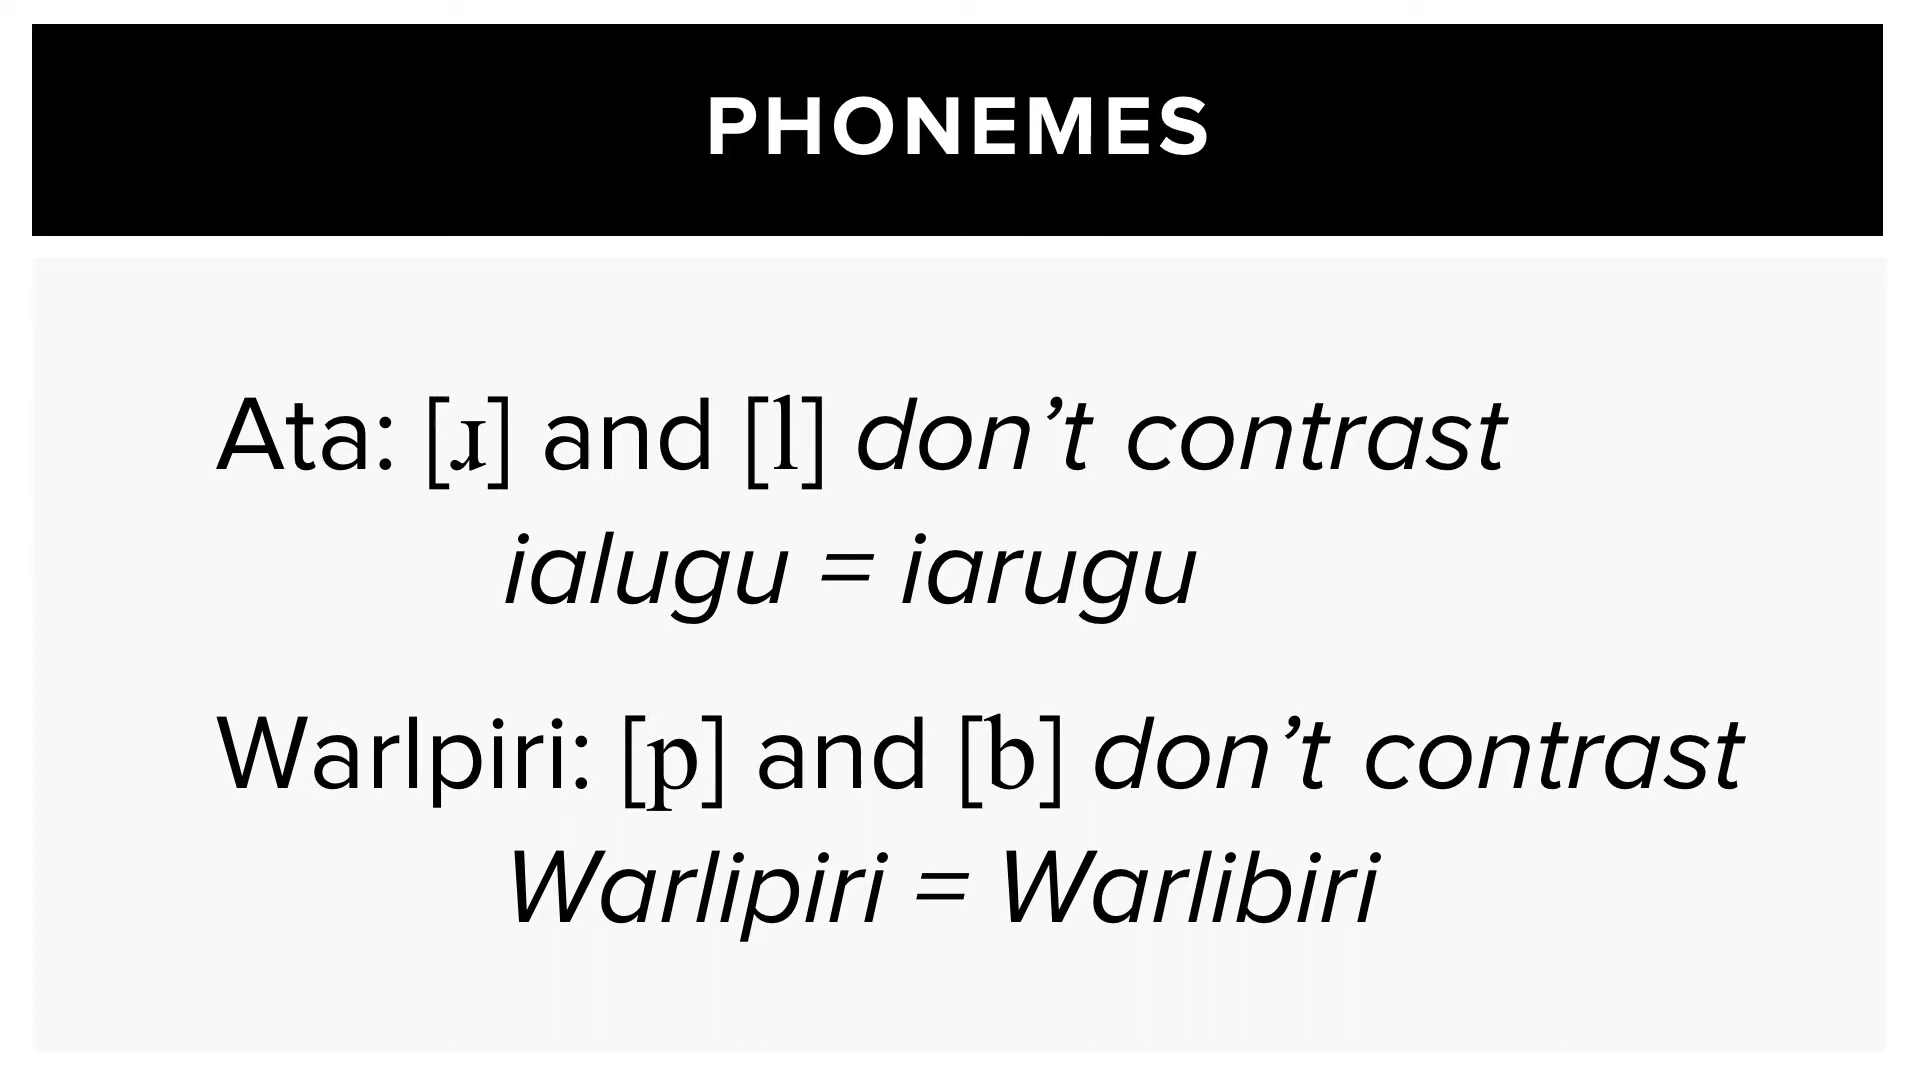 PHONEMES
Ata: [ɹ] and [l] don’t contrast
ialugu = iarugu
Warlpiri: [p] and [b] don’t contrast
Warlipiri = Warlibiri